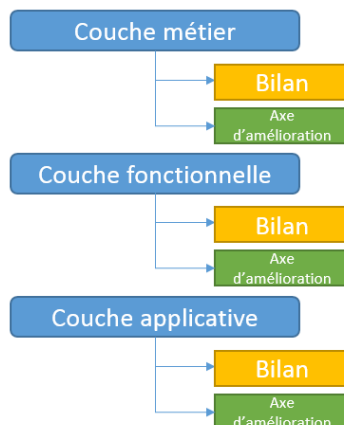 Couche métier
Bilan
Axe
d'amélioration
Couche fonctionnelle
Bilan
Axe
d'amélioration
Couche applicative
Bilan
Axe
d'amélioration